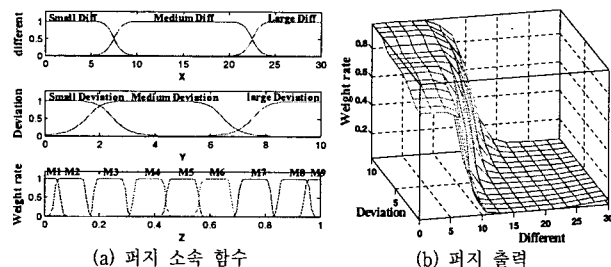 Small Diff Medium Diff Large Diff
different
1
0.5
0
0 5 10 15 20 25 30
X
Small Deviation Medium Deviation large Deviation
Deviation
1
0.5
0
0 2 4 6 8 10
Y
M1 M2 M3 M4 M5 M6 M7 M8 M9
Weight rate
1
0.5
0
0 0.2 0.4 0.6 0.8 1
Z
(a) 퍼지 소속 함수
Weight rate
0.8
0.6
0.4
0.2
10
5
0
Deviation
0 5 10 15 20 25 30
Different
(b) 퍼지 출력